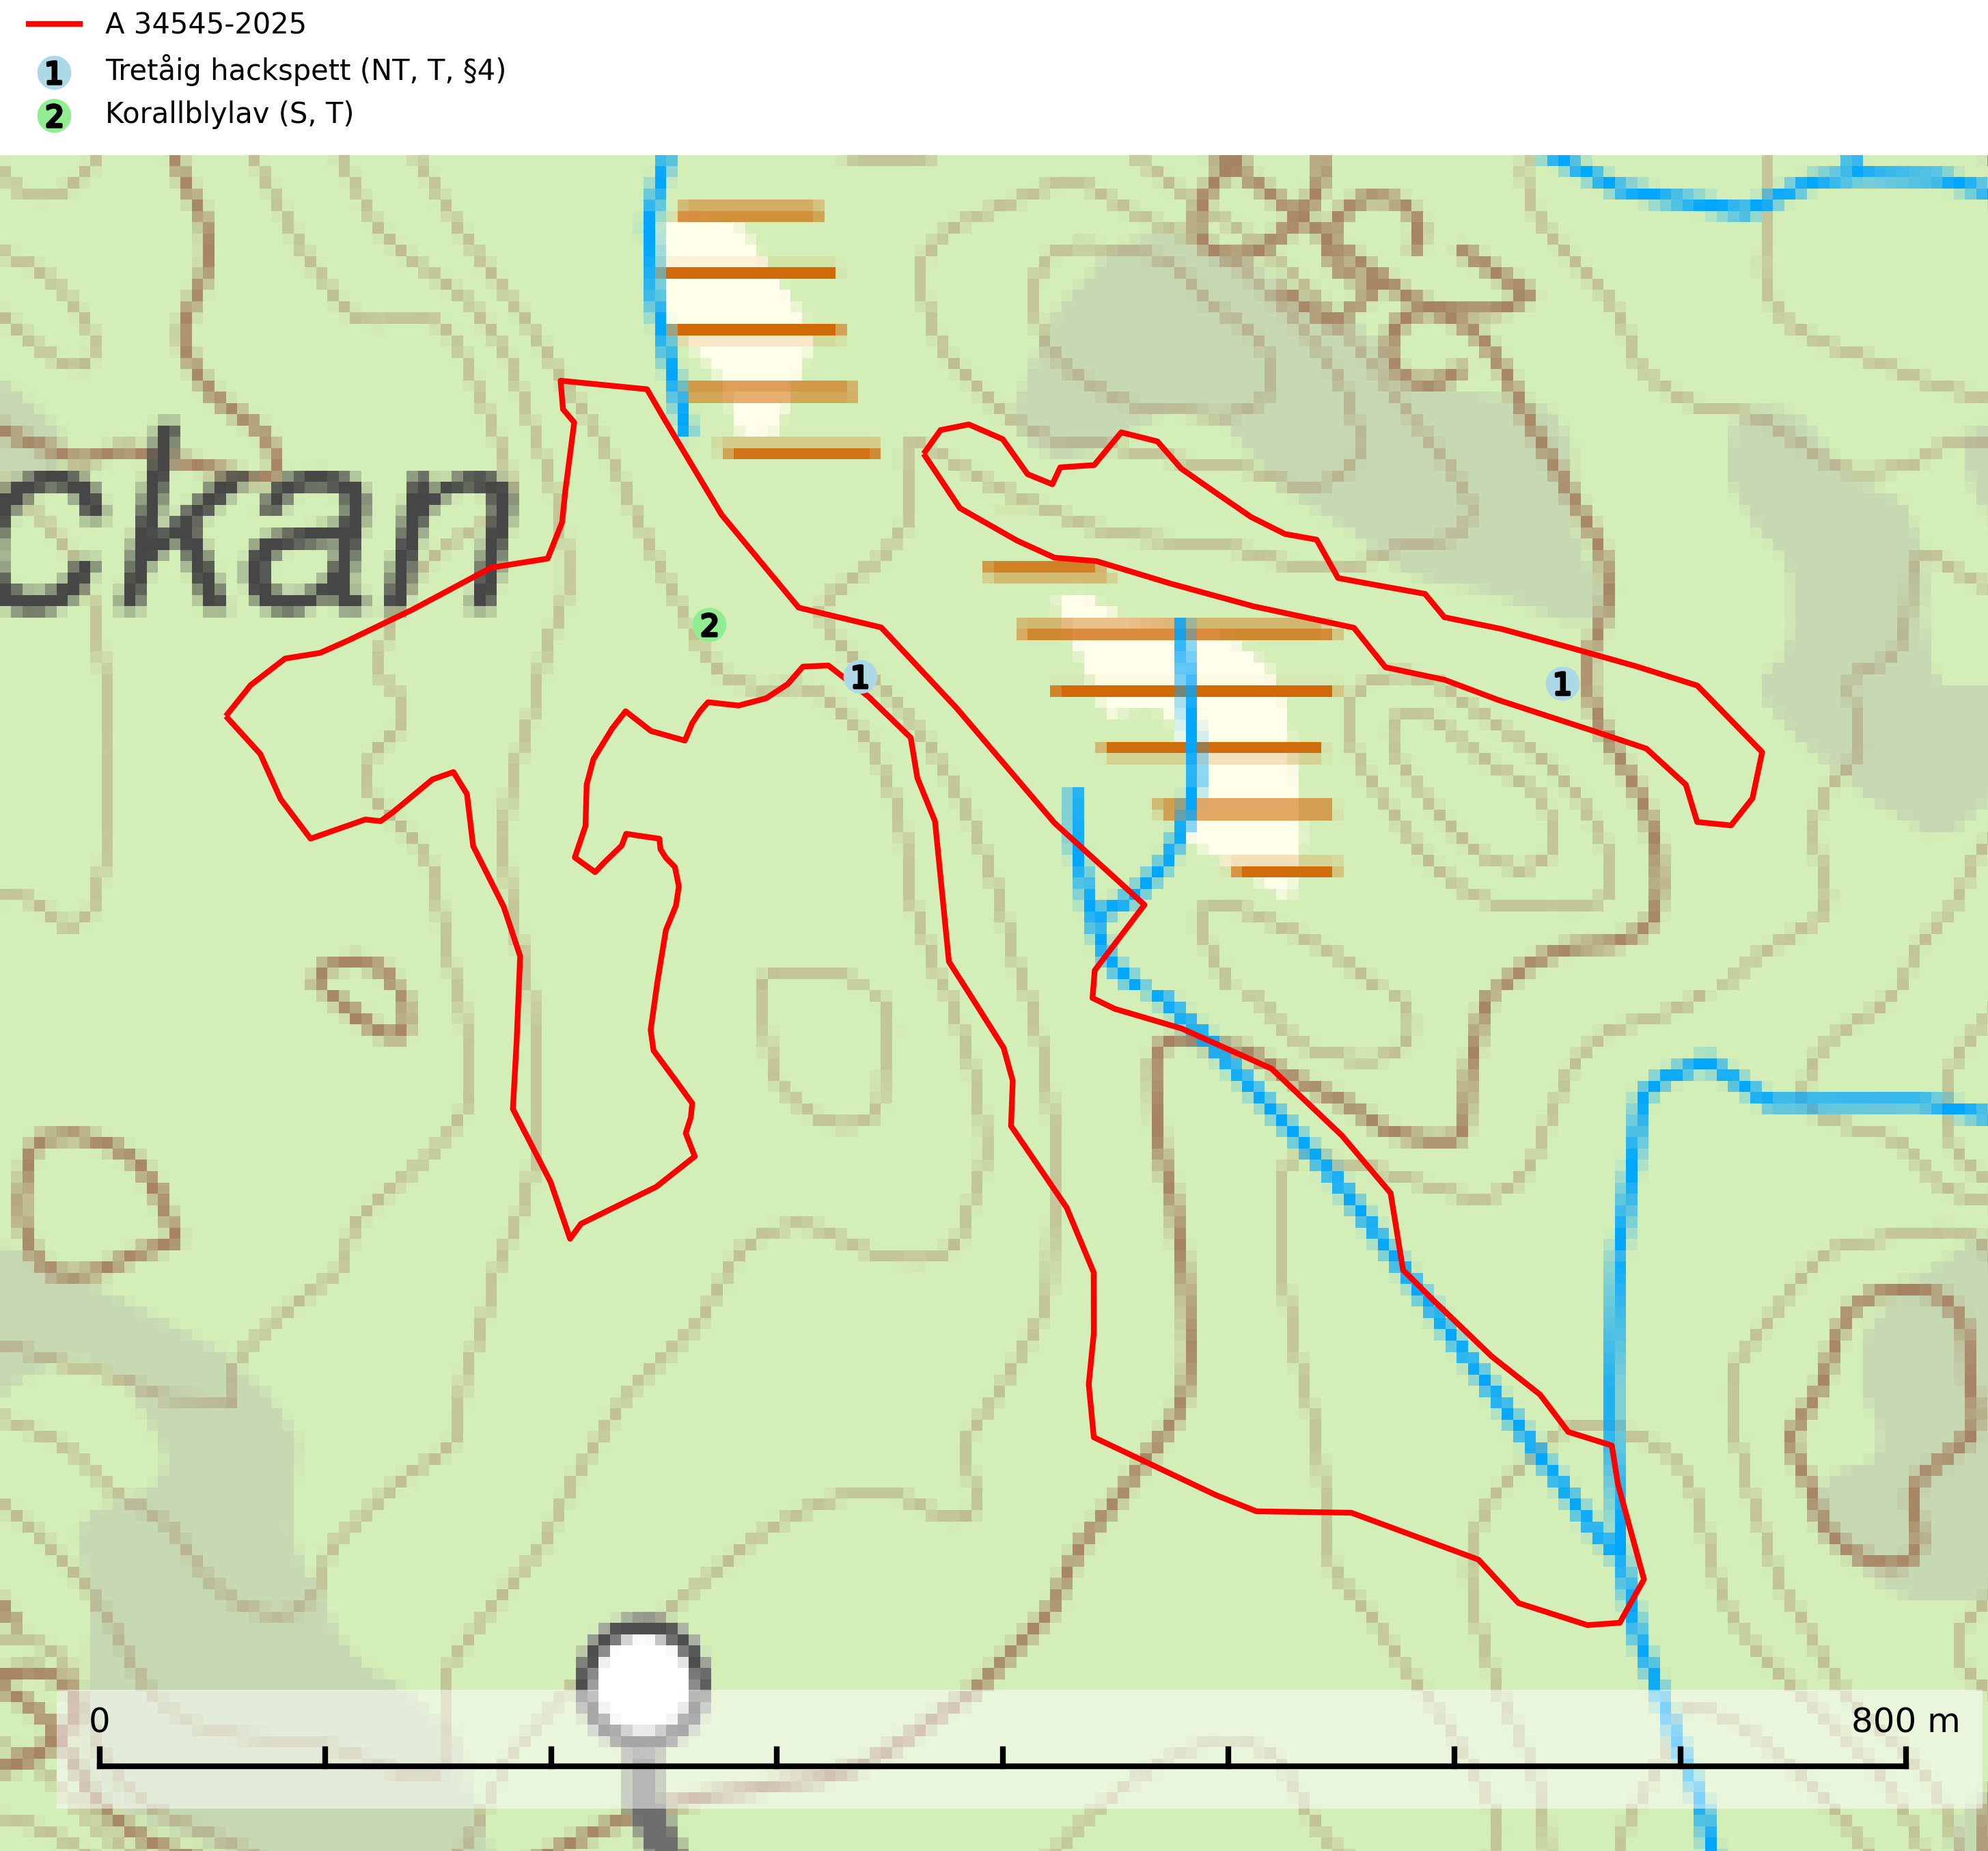 A 34545-2025
1 Tretåig hackspett (NT, T, §4)
2 Korallblylav (S, T)
ckan
2
1
1
0 800 m